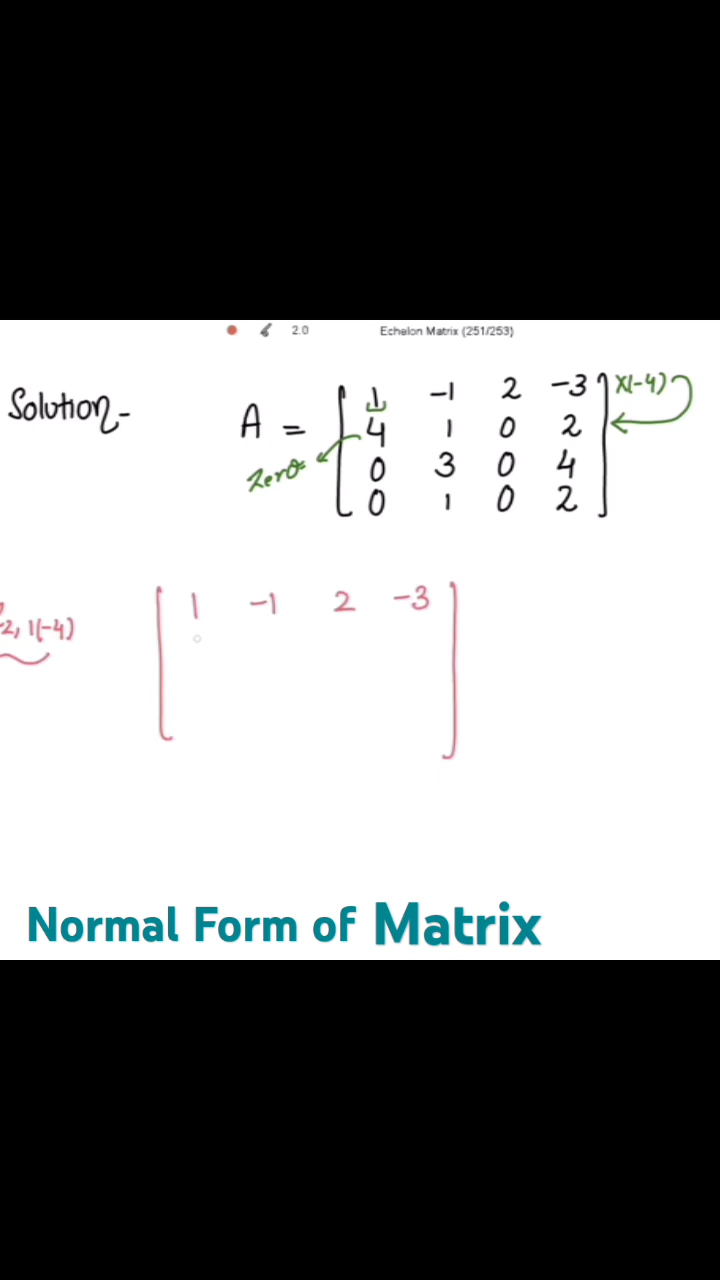 2.0 Echelon Matrix (251/253)
Solution-
A = [ 1 -1 2 -3 ] ×(-4)
4 1 0 2
Zero
0 3 0 4
0 1 0 2
2, 1(-4)
[ 1 -1 2 -3 ]
Normal Form of Matrix